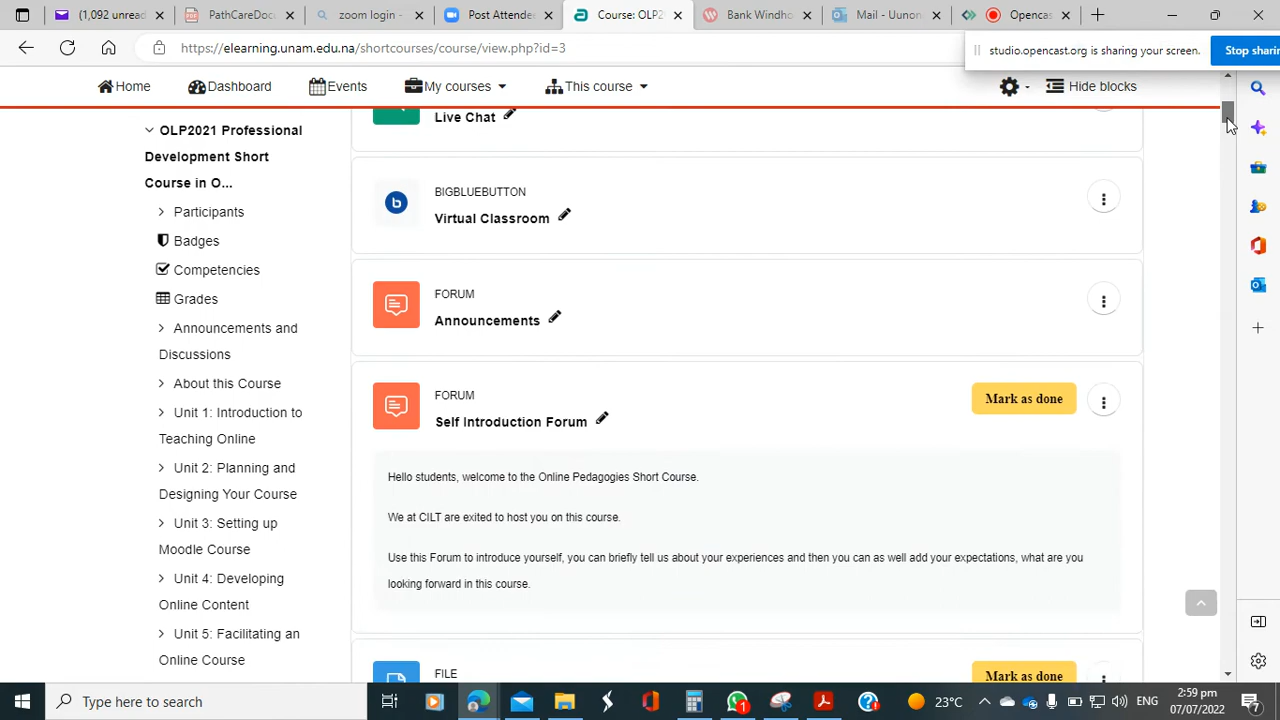 (1,092 unread
PathCareDoc
zoom login -
Post Attende
Course: OLP2
Bank Windho
Mail - Uunon
Opencas
https://elearning.unam.edu.na/shortcourses/course/view.php?id=3
studio.opencast.org is sharing your screen.
Stop sharin
Home
Dashboard
Events
My courses
This course
Hide blocks
OLP2021 Professional
Development Short
Course in O...
Participants
Badges
Competencies
Grades
Announcements and
Discussions
About this Course
Unit 1: Introduction to
Teaching Online
Unit 2: Planning and
Designing Your Course
Unit 3: Setting up
Moodle Course
Unit 4: Developing
Online Content
Unit 5: Facilitating an
Online Course
Live Chat
BIGBLUEBUTTON
Virtual Classroom
FORUM
Announcements
FORUM
Mark as done
Self Introduction Forum
Hello students, welcome to the Online Pedagogies Short Course.
We at CILT are exited to host you on this course.
Use this Forum to introduce yourself, you can briefly tell us about your experiences and then you can as well add your expectations, what are you
looking forward in this course.
FILE
Mark as done
Type here to search
23°C
ENG
2:59 pm
07/07/2022
7